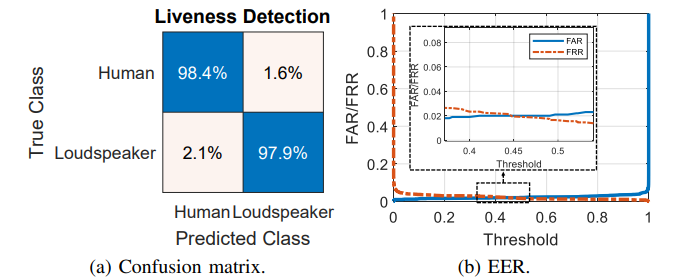 Liveness Detection
True Class
Human
98.4%
1.6%
Loudspeaker
2.1%
97.9%
Human Loudspeaker
Predicted Class
(a) Confusion matrix.
FAR/FRR
1
0.8
0.6
0.4
0.2
0
0 0.2 0.4 0.6 0.8 1
Threshold
FAR/FRR
0.08
0.06
0.04
0.02
0
0.4 0.45 0.5
Threshold
FAR
FRR
(b) EER.